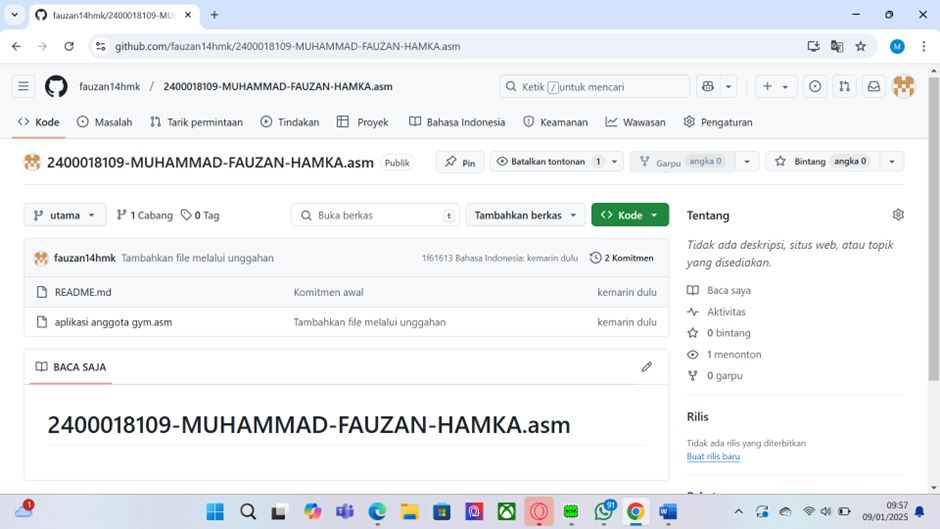 fauzan14hmk/2400018109-MU
github.com/fauzan14hmk/2400018109-MUHAMMAD-FAUZAN-HAMKA.asm
M
fauzan14hmk / 2400018109-MUHAMMAD-FAUZAN-HAMKA.asm
Ketik / untuk mencari
Kode Masalah Tarik permintaan Tindakan Proyek Bahasa Indonesia Keamanan Wawasan Pengaturan
2400018109-MUHAMMAD-FAUZAN-HAMKA.asm Publik
Pin Batalkan tontonan 1 Garpu angka 0 Bintang angka 0
utama 1 Cabang 0 Tag Buka berkas t Tambahkan berkas Kode
fauzan14hmk Tambahkan file melalui unggahan 1f61613 Bahasa Indonesia: kemarin dulu 2 Komitmen
README.md Komitmen awal kemarin dulu
aplikasi anggota gym.asm Tambahkan file melalui unggahan kemarin dulu
BACA SAJA
2400018109-MUHAMMAD-FAUZAN-HAMKA.asm
Tentang
Tidak ada deskripsi, situs web, atau topik
yang disediakan.
Baca saya
Aktivitas
0 bintang
1 menonton
0 garpu
Rilis
Tidak ada rilis yang diterbitkan
Buat rilis baru
1
91
09:57
09/01/2025